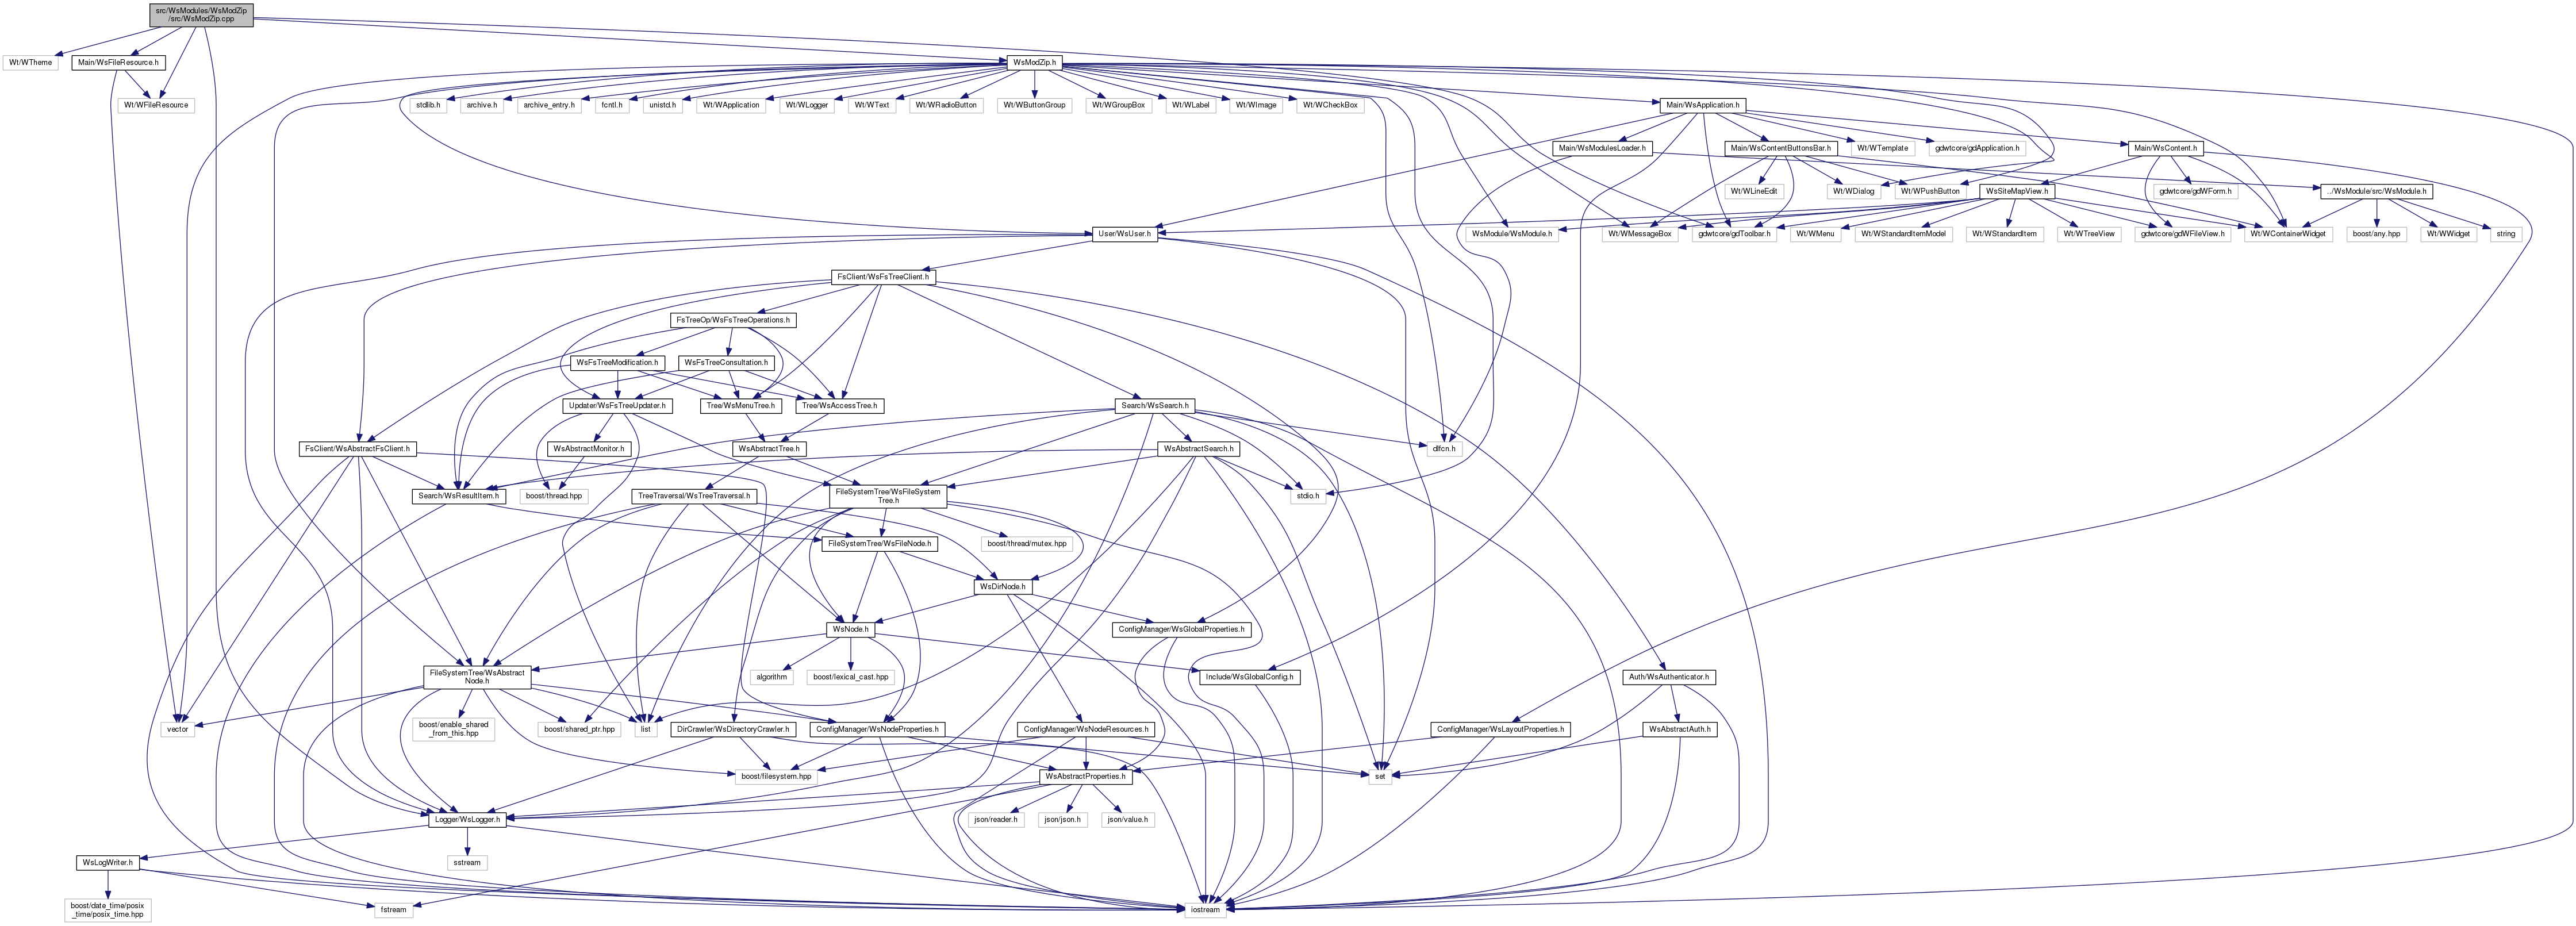 src/WsModules/WsModZip
/src/WsModZip.cpp
Wt/WTheme
Main/WsFileResource.h
WsModZip.h
Wt/WFileResource
stdlib.h
archive.h
archive_entry.h
fcntl.h
unistd.h
Wt/WApplication
Wt/WLogger
Wt/WText
Wt/WRadioButton
Wt/WButtonGroup
Wt/WGroupBox
Wt/WLabel
Wt/WImage
Wt/WCheckBox
Main/WsApplication.h
Main/WsModulesLoader.h
Main/WsContentButtonsBar.h
Wt/WTemplate
gdwtcore/gdApplication.h
Main/WsContent.h
Wt/WLineEdit
Wt/WDialog
Wt/WPushButton
WsSiteMapView.h
gdwtcore/gdWForm.h
../WsModule/src/WsModule.h
User/WsUser.h
WsModule/WsModule.h
Wt/WMessageBox
gdwtcore/gdToolbar.h
Wt/WMenu
Wt/WStandardItemModel
Wt/WStandardItem
Wt/WTreeView
gdwtcore/gdWFileView.h
Wt/WContainerWidget
boost/any.hpp
Wt/WWidget
string
FsClient/WsFsTreeClient.h
FsTreeOp/WsFsTreeOperations.h
WsFsTreeModification.h
WsFsTreeConsultation.h
Updater/WsFsTreeUpdater.h
Tree/WsMenuTree.h
Tree/WsAccessTree.h
Search/WsSearch.h
FsClient/WsAbstractFsClient.h
WsAbstractMonitor.h
WsAbstractTree.h
WsAbstractSearch.h
dlfcn.h
Search/WsResultItem.h
boost/thread.hpp
TreeTraversal/WsTreeTraversal.h
FileSystemTree/WsFileSystem
Tree.h
stdio.h
FileSystemTree/WsFileNode.h
boost/thread/mutex.hpp
WsDirNode.h
WsNode.h
ConfigManager/WsGlobalProperties.h
FileSystemTree/WsAbstract
Node.h
algorithm
boost/lexical_cast.hpp
Include/WsGlobalConfig.h
Auth/WsAuthenticator.h
vector
boost/enable_shared
_from_this.hpp
boost/shared_ptr.hpp
list
DirCrawler/WsDirectoryCrawler.h
ConfigManager/WsNodeProperties.h
ConfigManager/WsNodeResources.h
ConfigManager/WsLayoutProperties.h
WsAbstractAuth.h
boost/filesystem.hpp
WsAbstractProperties.h
set
Logger/WsLogger.h
json/reader.h
json/json.h
json/value.h
WsLogWriter.h
sstream
boost/date_time/posix
_time/posix_time.hpp
fstream
iostream